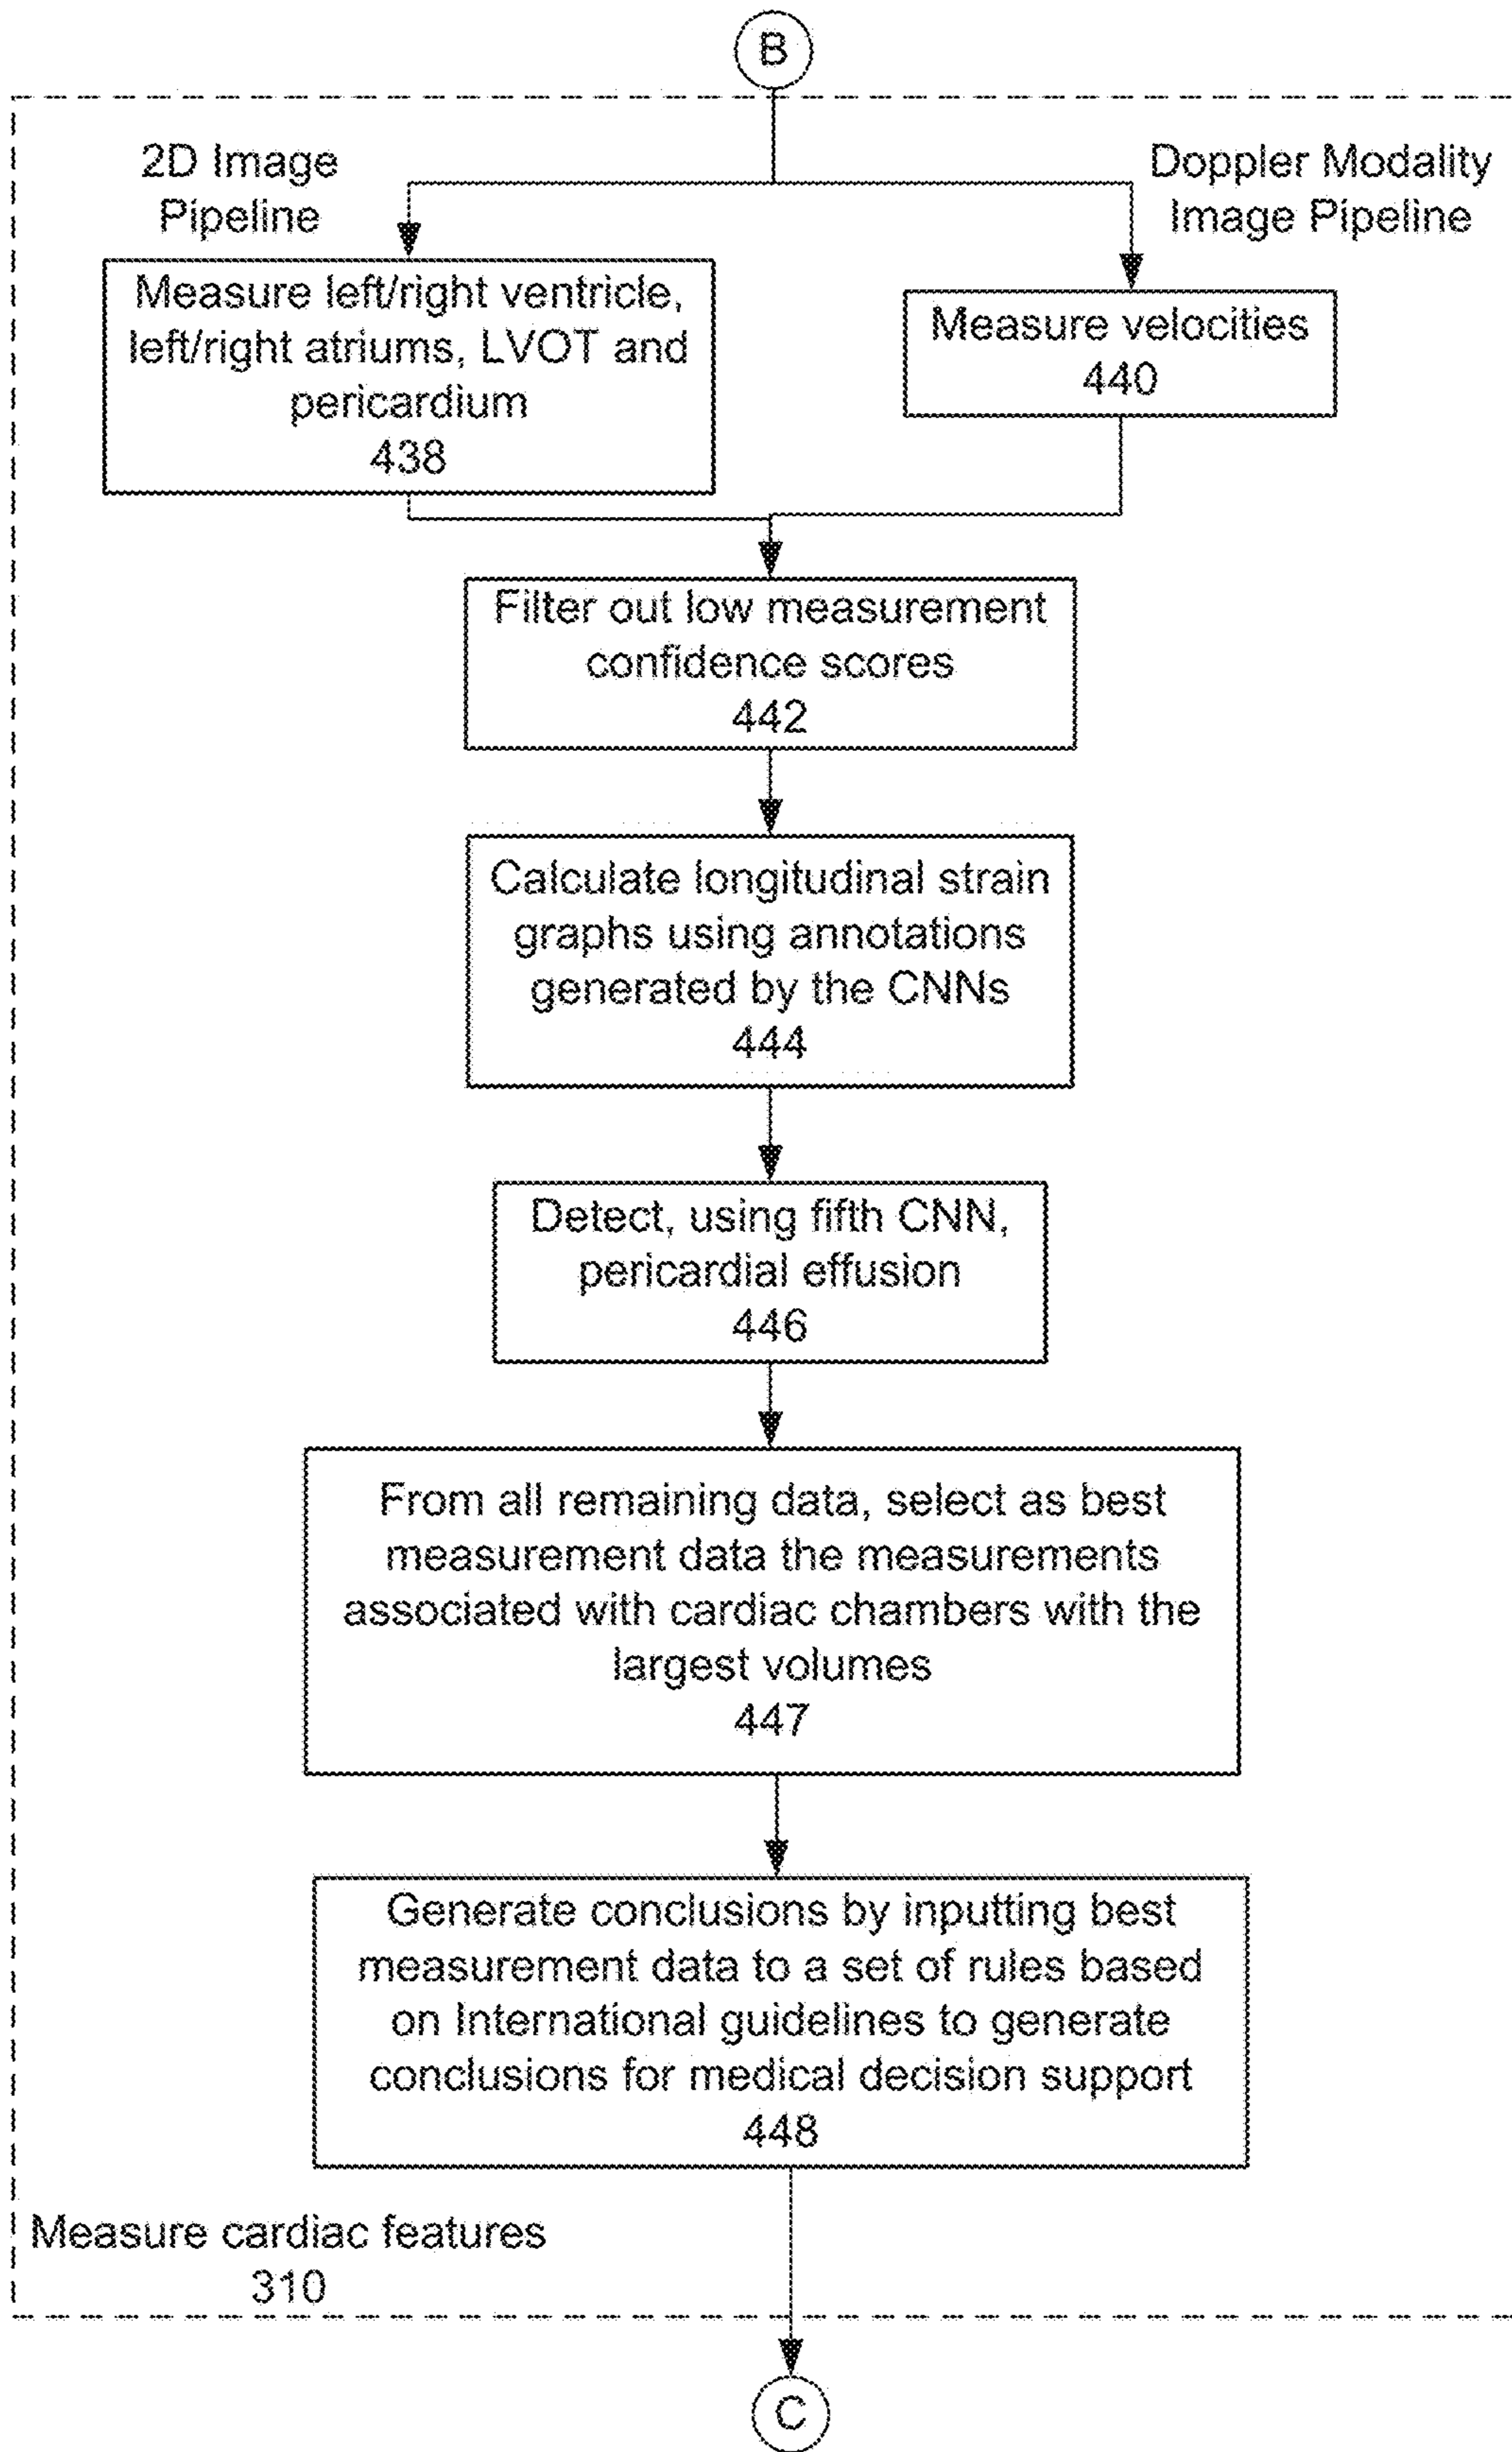 B
2D Image
Pipeline
Doppler Modality
Image Pipeline
Measure left/right ventricle,
left/right atriums, LVOT and
pericardium
438
Measure velocities
440
Filter out low measurement
confidence scores
442
Calculate longitudinal strain
graphs using annotations
generated by the CNNs
444
Detect, using fifth CNN,
pericardial effusion
446
From all remaining data, select as best
measurement data the measurements
associated with cardiac chambers with the
largest volumes
447
Generate conclusions by inputting best
measurement data to a set of rules based
on International guidelines to generate
conclusions for medical decision support
448
Measure cardiac features
310
C